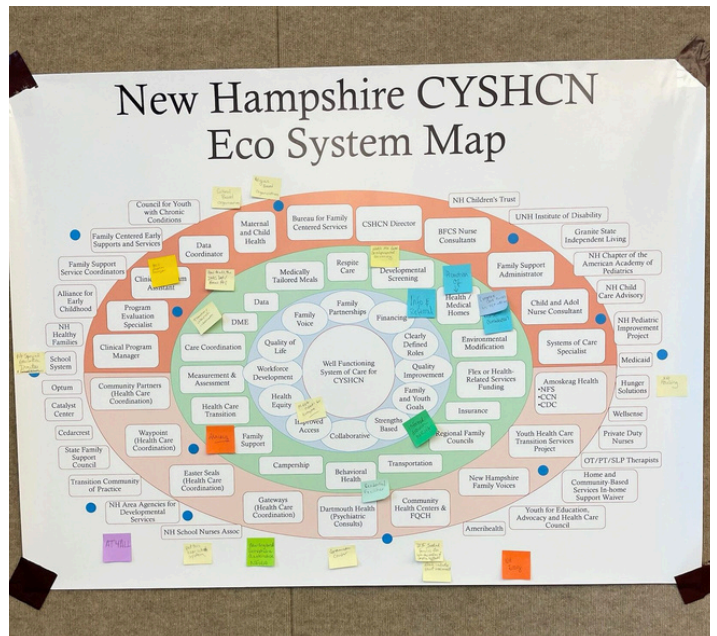 New Hampshire CYSHCN
Eco System Map
Council for Youth
with Chronic
Conditions
Family Centered Early
Supports and Services
Family Support
Service Coordinators
Alliance for
Early
Childhood
NH
Healthy
Families
School
System
Optum
Catalyst
Center
Cedarcrest
State Family
Support
Council
Transition Community
of Practice
NH Area Agencies for
Developmental
Services
NH School Nurses Assoc
NH Children's Trust
UNH Institute of Disability
Granite State
Independent Living
NH Chapter of the
American Academy of
Pediatrics
NH Child
Care Advisory
NH Pediatric
Improvement
Project
Medicaid
Hunger
Solutions
Wellsense
Private Duty
Nurses
OT/PT/SLP Therapists
Home and
Community-Based
Services In-home
Support Waiver
Youth for Education,
Advocacy and Health Care
Council
Amerihealth
Maternal
and Child
Health
Bureau for Family
Centered Services
CSHCN Director
BFCS Nurse
Consultants
Data
Coordinator
Family Support
Administrator
Program
Evaluation
Specialist
Child and Adol
Nurse Consultant
Clinical Program
Manager
Systems of Care
Specialist
Community Partners
(Health Care
Coordination)
Amoskeag Health
•NFS
•CCN
•CDC
Waypoint
(Health Care
Coordination)
Youth Health Care
Transition Services
Project
Easter Seals
(Health Care
Coordination)
New Hampshire
Family Voices
Gateways
(Health Care
Coordination)
Dartmouth Health
(Psychiatric
Consults)
Community
Health Centers &
FQCH
Respite
Care
Medically
Tailored Meals
Developmental
Screening
Data
Health /
Medical
Homes
DME
Environmental
Modification
Care Coordination
Measurement &
Assessment
Flex or Health-
Related Services
Funding
Health Care
Transition
Insurance
Family
Support
Regional Family
Councils
Campership
Behavioral
Health
Transportation
Family
Partnerships
Family
Voice
Financing
Quality of
Life
Clearly
Defined
Roles
Workforce
Development
Quality
Improvement
Health
Equity
Family
and Youth
Goals
Improved
Access
Strengths
Based
Collaborative
Well Functioning
System of Care for
CYSHCN